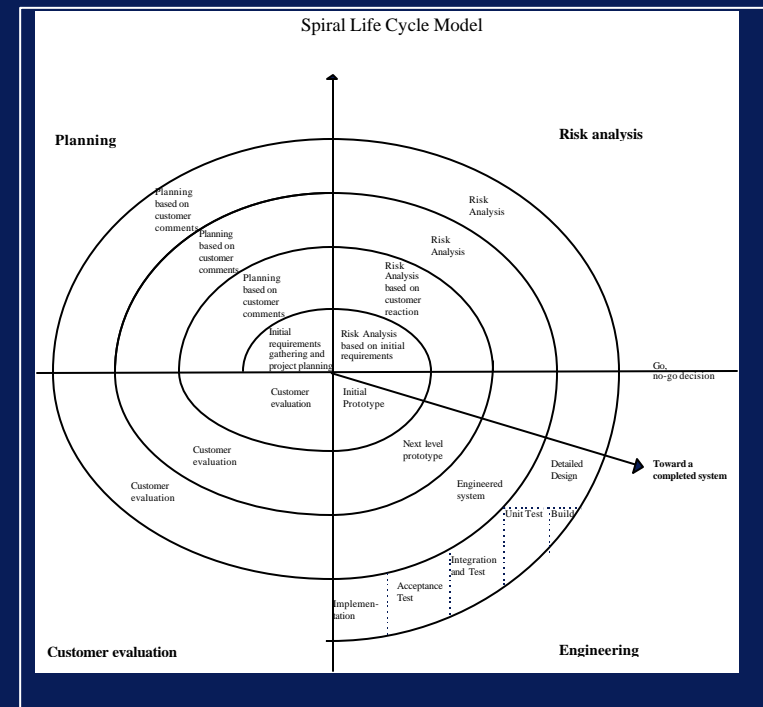 Spiral Life Cycle Model
Planning
Risk analysis
Planning
based on
customer
comments
Planning
based on
customer
comments
Planning
based on
customer
comments
Initial
requirements
gathering and
project planning
Risk
Analysis
Risk
Analysis
Risk
Analysis
based on
customer
reaction
Risk Analysis
based on initial
requirements
Go,
no-go decision
Customer
evaluation
Initial
Prototype
Customer
evaluation
Next level
prototype
Customer
evaluation
Engineered
system
Detailed
Design
Toward a
completed system
Unit Test
Build
Integration
and Test
Acceptance
Test
Implemen-
tation
Customer evaluation
Engineering